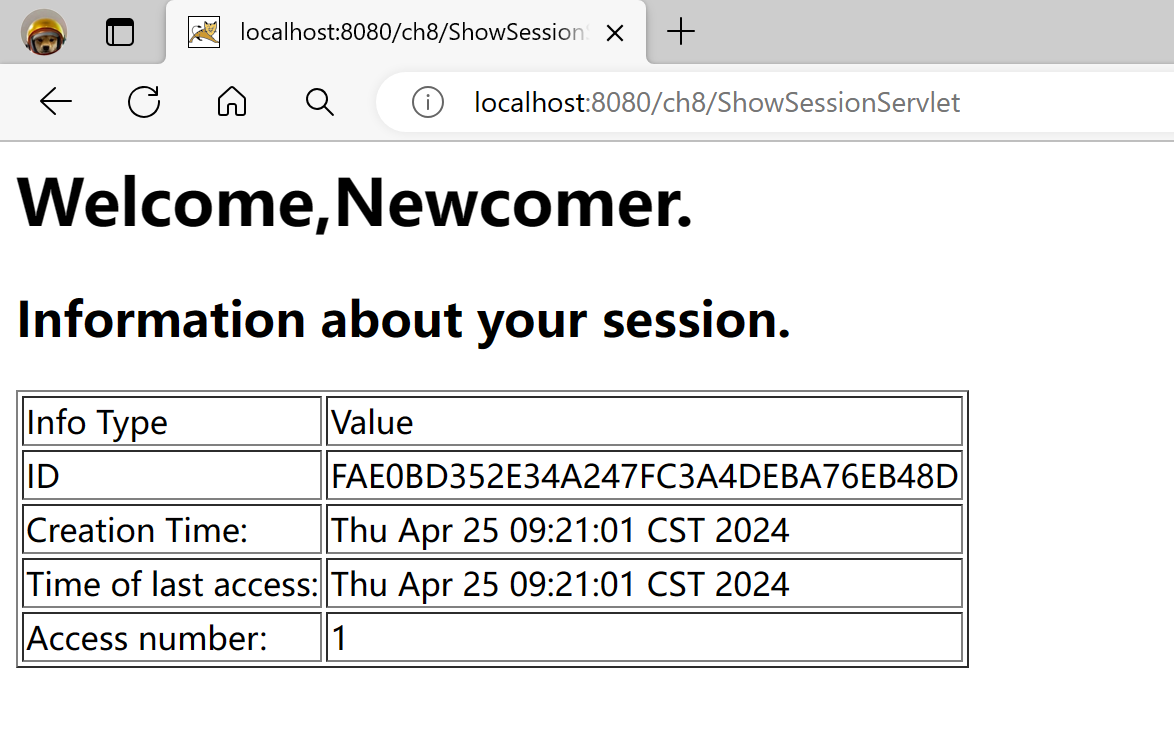 localhost:8080/ch8/ShowSession
localhost:8080/ch8/ShowSessionServlet
Welcome,Newcomer.
Information about your session.
Info Type Value
ID FAE0BD352E34A247FC3A4DEBA76EB48D
Creation Time: Thu Apr 25 09:21:01 CST 2024
Time of last access: Thu Apr 25 09:21:01 CST 2024
Access number: 1